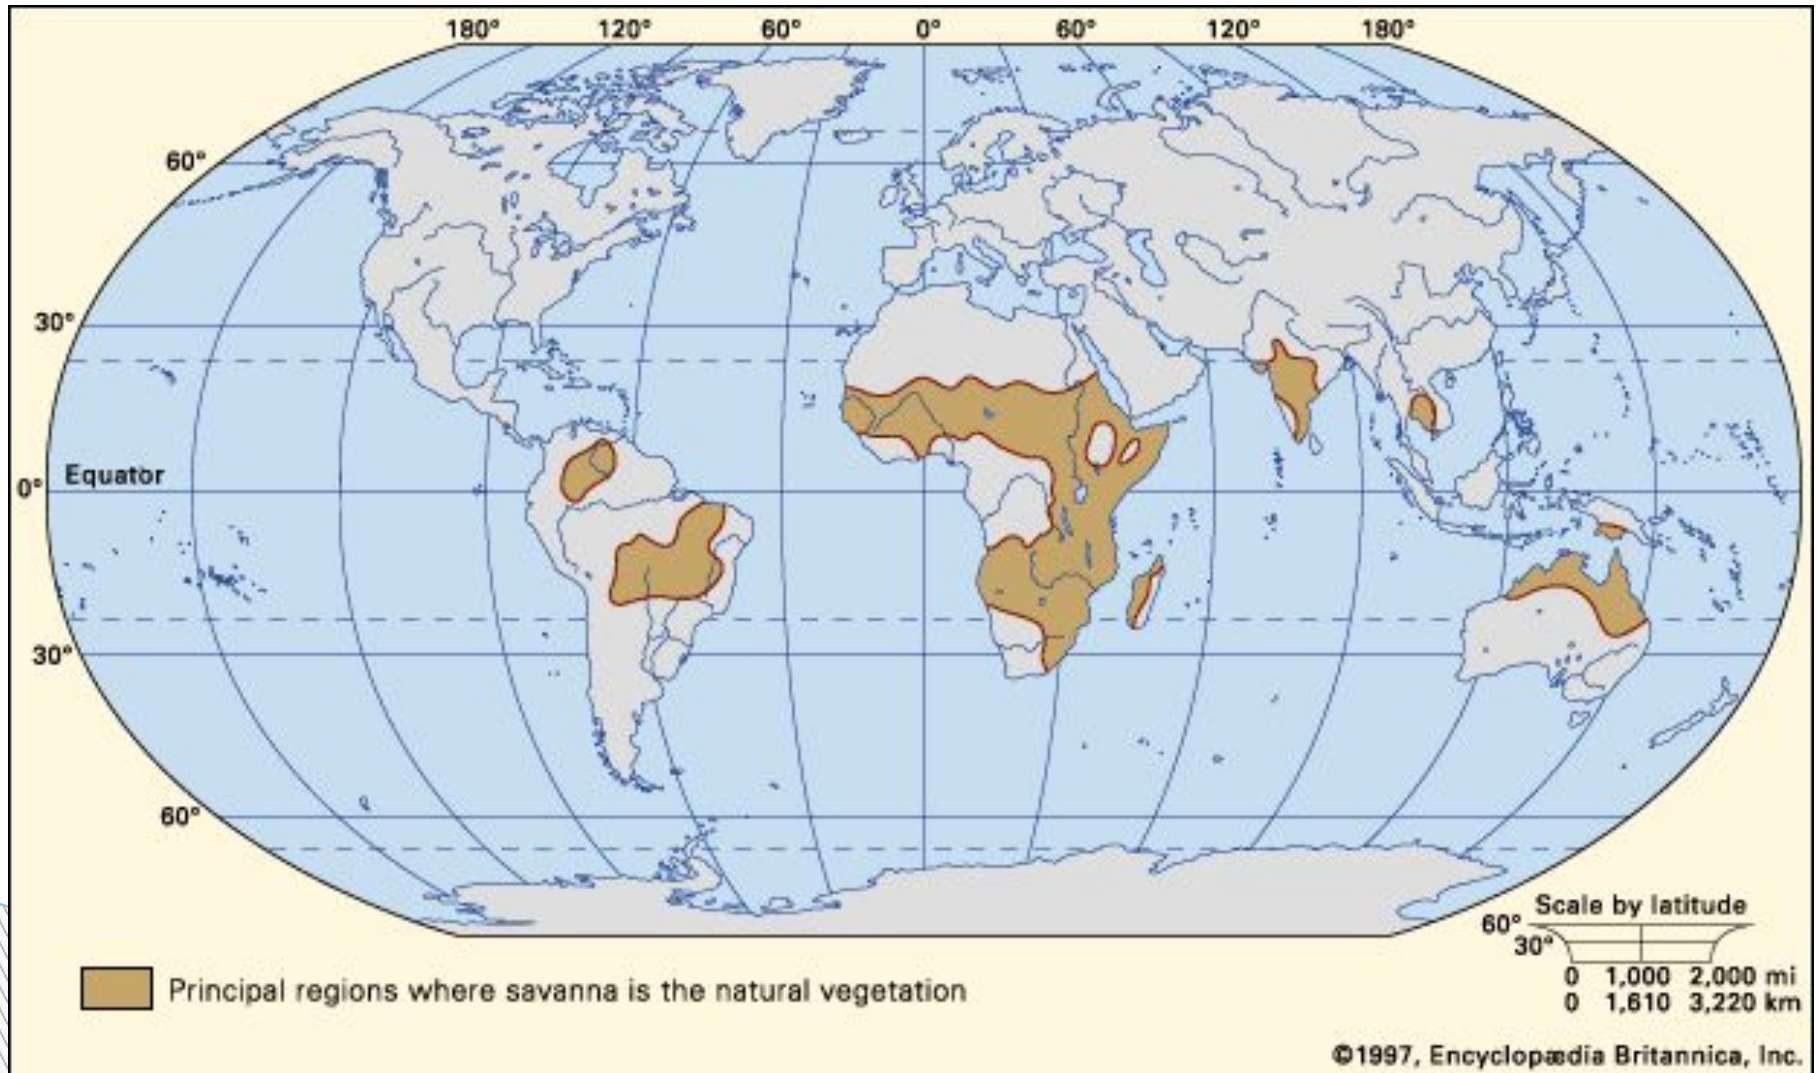 180° 120° 60° 0° 60° 120° 180°
60°
30°
Equator
0°
30°
60°
Scale by latitude
60°
30°
0 1,000 2,000 mi
0 1,610 3,220 km
Principal regions where savanna is the natural vegetation
©1997, Encyclopædia Britannica, Inc.